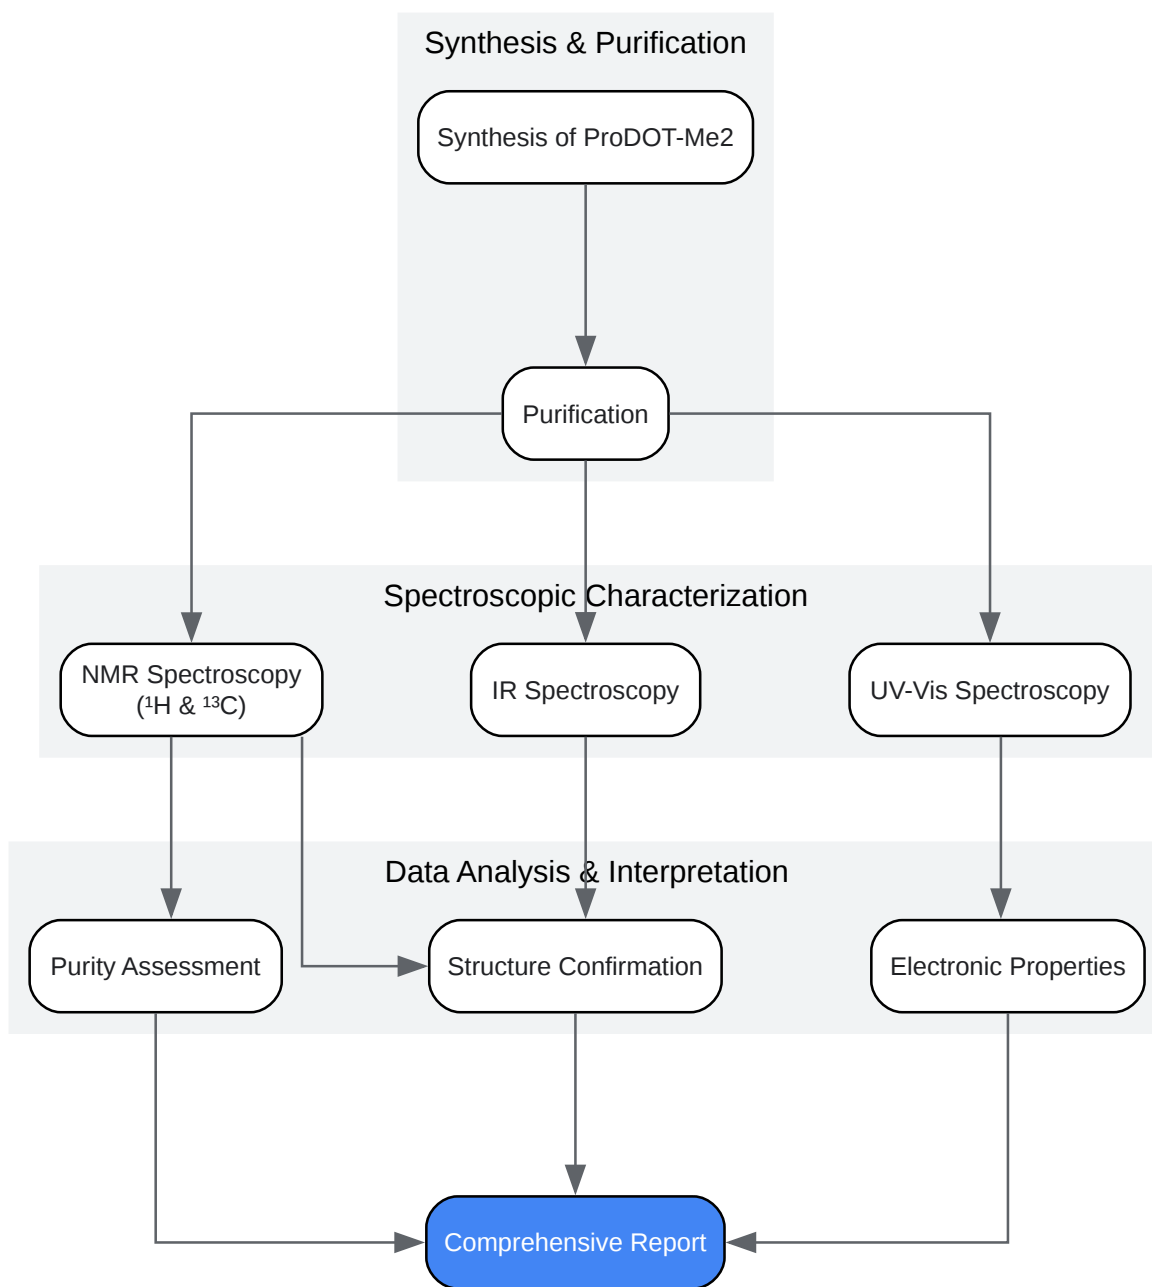 Synthesis & Purification
Synthesis of ProDOT-Me2
Purification
Spectroscopic Characterization
NMR Spectroscopy
(¹H & ¹³C)
IR Spectroscopy
UV-Vis Spectroscopy
Data Analysis & Interpretation
Purity Assessment
Structure Confirmation
Electronic Properties
Comprehensive Report